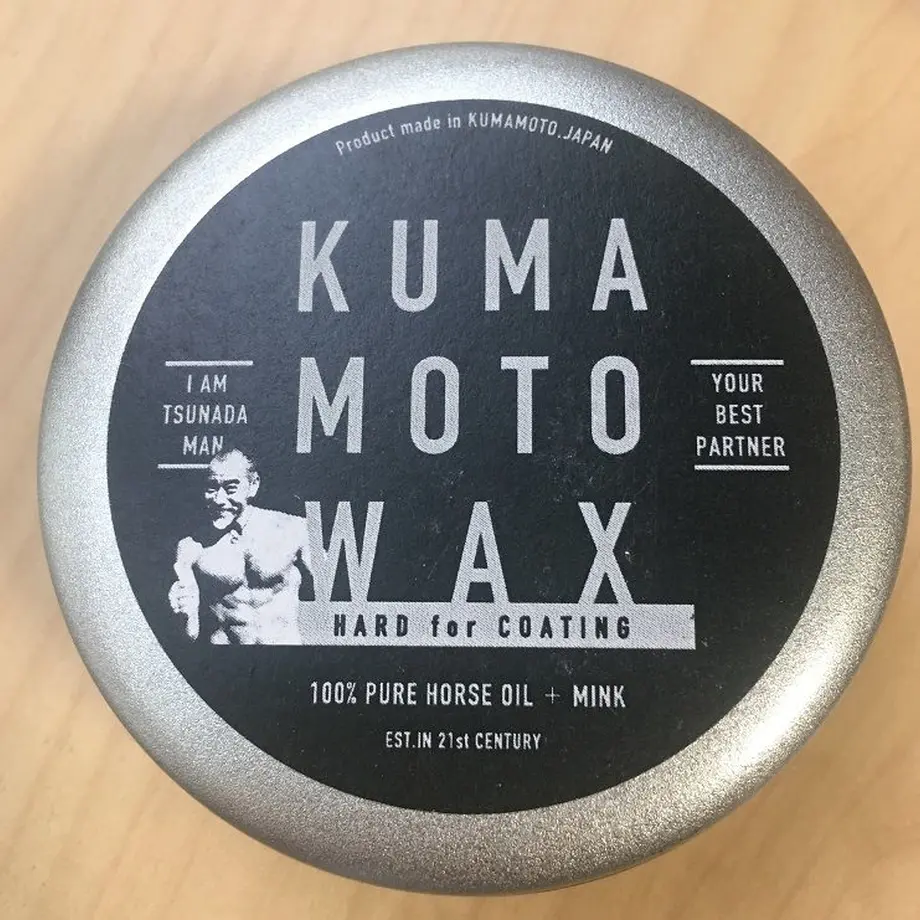 Product made in KUMAMOTO.JAPAN
KUMA
MOTO
WAX
I AM
TSUNADA
MAN
YOUR
BEST
PARTNER
HARD for COATING
100% PURE HORSE OIL + MINK
EST.IN 21st CENTURY